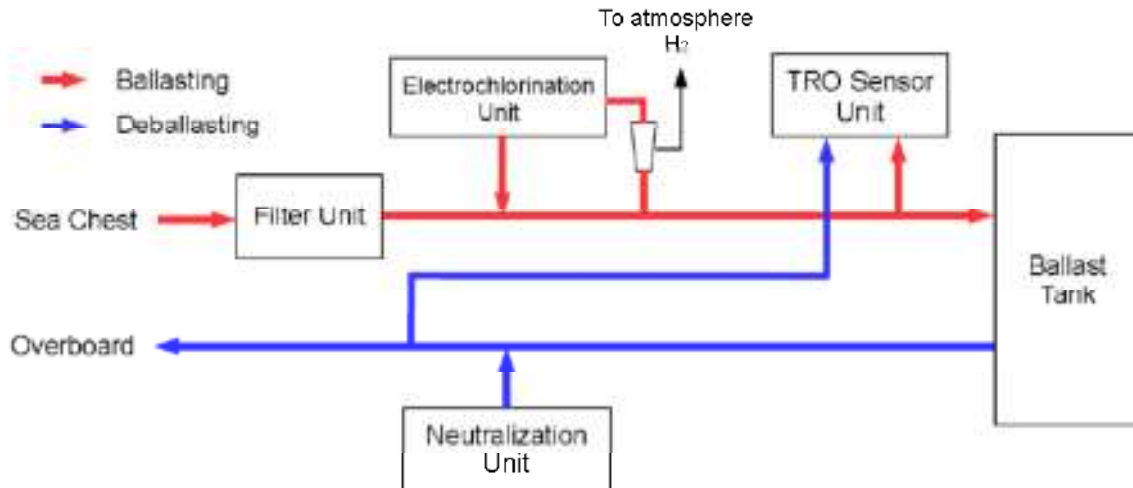 To atmosphere
H₂
Ballasting
Deballasting
Electrochlorination
Unit
TRO Sensor
Unit
Sea Chest
Filter Unit
Ballast
Tank
Overboard
Neutralization
Unit